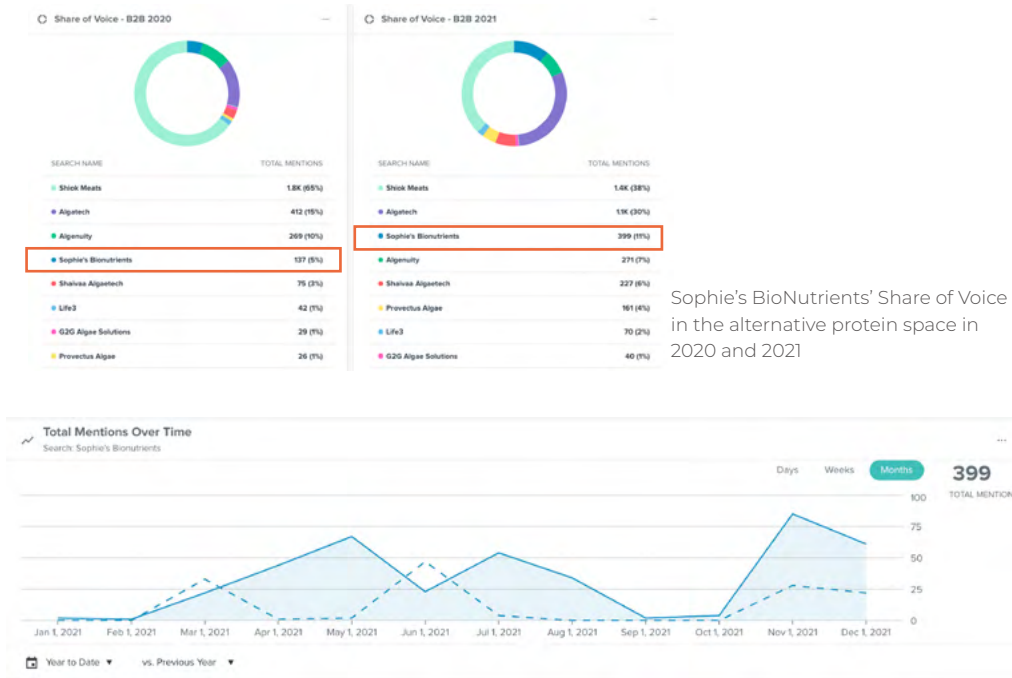 Share of Voice - B2B 2020
SEARCH NAME TOTAL MENTIONS
Shiok Meats 1.8K (65%)
Algatech 412 (15%)
Algenuity 269 (10%)
Sophie's Bionutrients 137 (5%)
Shaivaa Algaetech 75 (3%)
Life3 42 (1%)
G2G Algae Solutions 29 (1%)
Provectus Algae 26 (1%)
Share of Voice - B2B 2021
SEARCH NAME TOTAL MENTIONS
Shiok Meats 1.4K (38%)
Algatech 1.1K (30%)
Sophie's Bionutrients 399 (11%)
Algenuity 271 (7%)
Shaivaa Algaetech 227 (6%)
Provectus Algae 161 (4%)
Life3 70 (2%)
G2G Algae Solutions 40 (1%)
Sophie's BioNutrients' Share of Voice
in the alternative protein space in
2020 and 2021
Total Mentions Over Time
Search: Sophie's Bionutrients
Days Weeks Months
399
TOTAL MENTION
100
75
50
25
0
Jan 1, 2021 Feb 1, 2021 Mar 1, 2021 Apr 1, 2021 May 1, 2021 Jun 1, 2021 Jul 1, 2021 Aug 1, 2021 Sep 1, 2021 Oct 1, 2021 Nov 1, 2021 Dec 1, 2021
Year to Date ▼ vs. Previous Year ▼